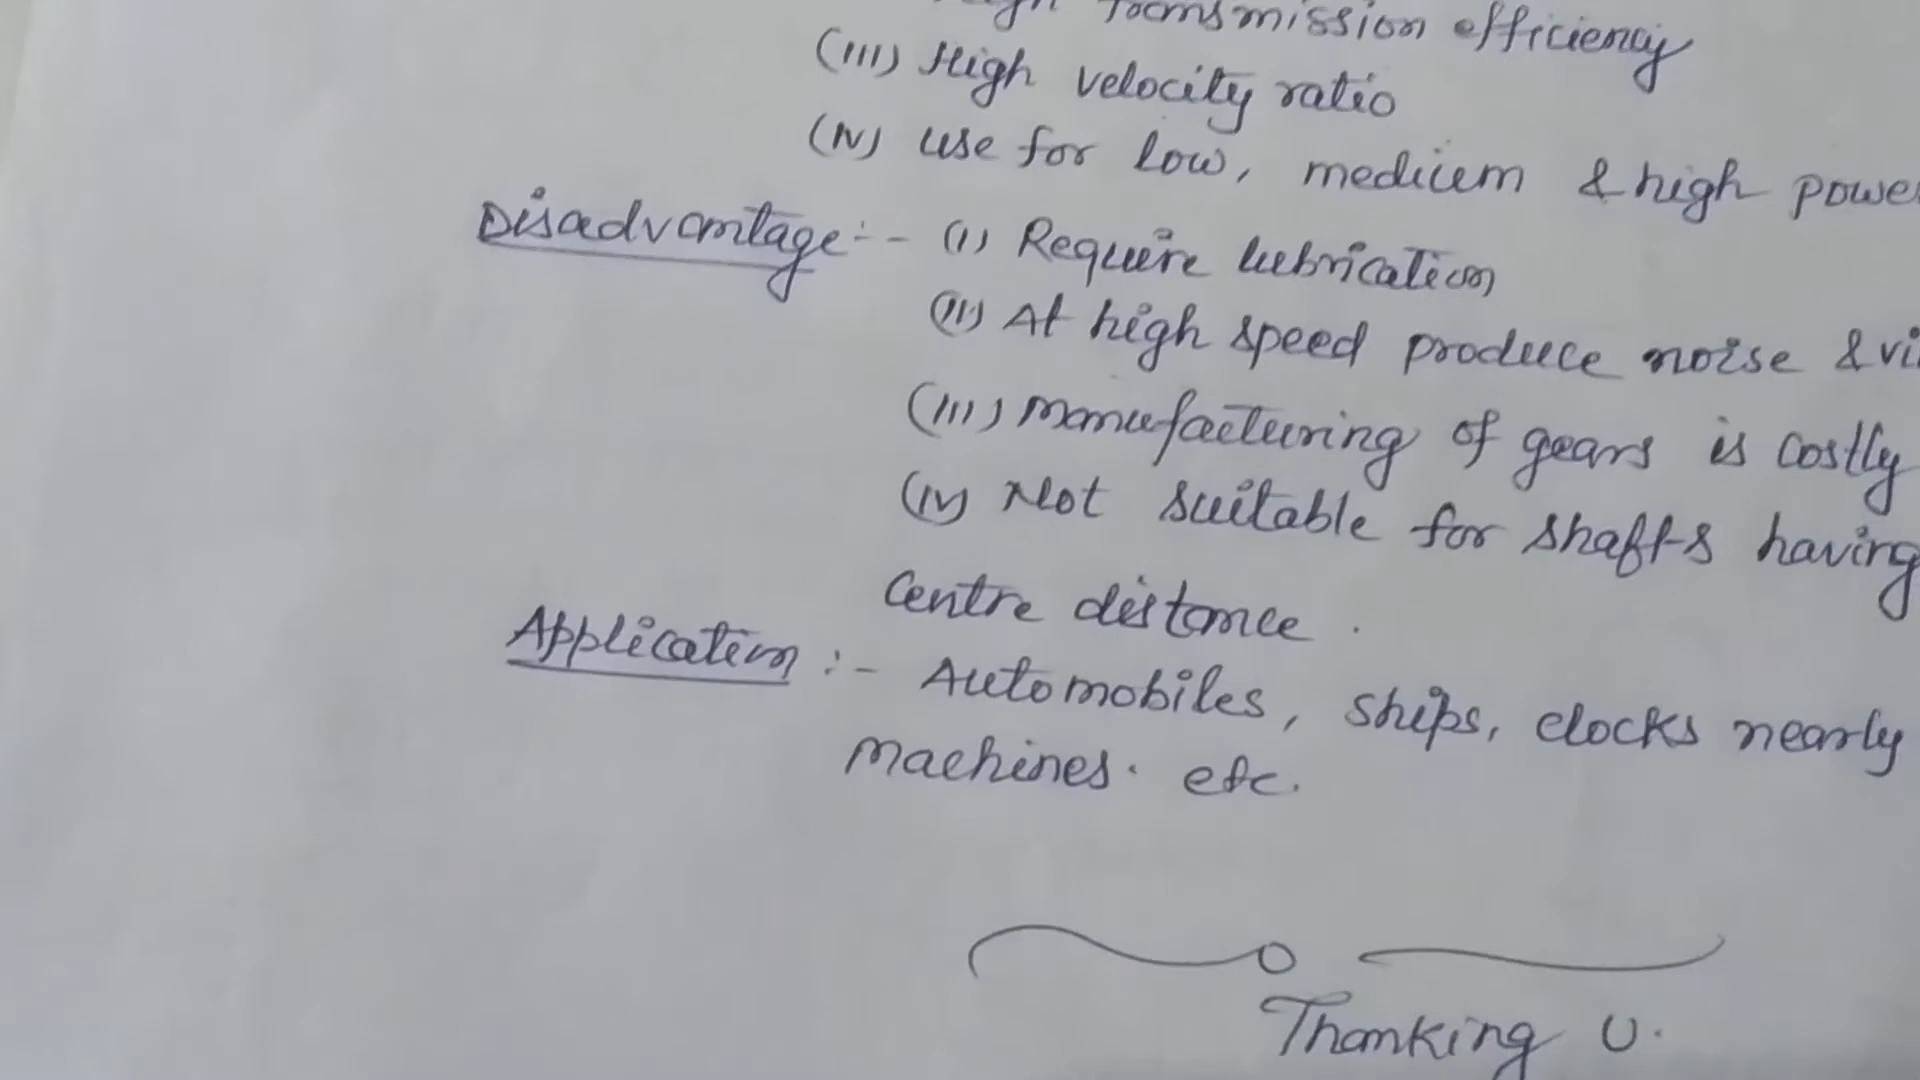 Transmission efficiency
(III) High velocity ratio
(IV) Use for low, medium & high power
Disadvantage :- (I) Require lubrication
(II) At high speed produce noise & vi
(III) Manufacturing of gears is costly
(IV) Not suitable for shafts having
Centre distance.
Application :- Automobiles, ships, clocks nearly
machines. etc.
Thanking U.